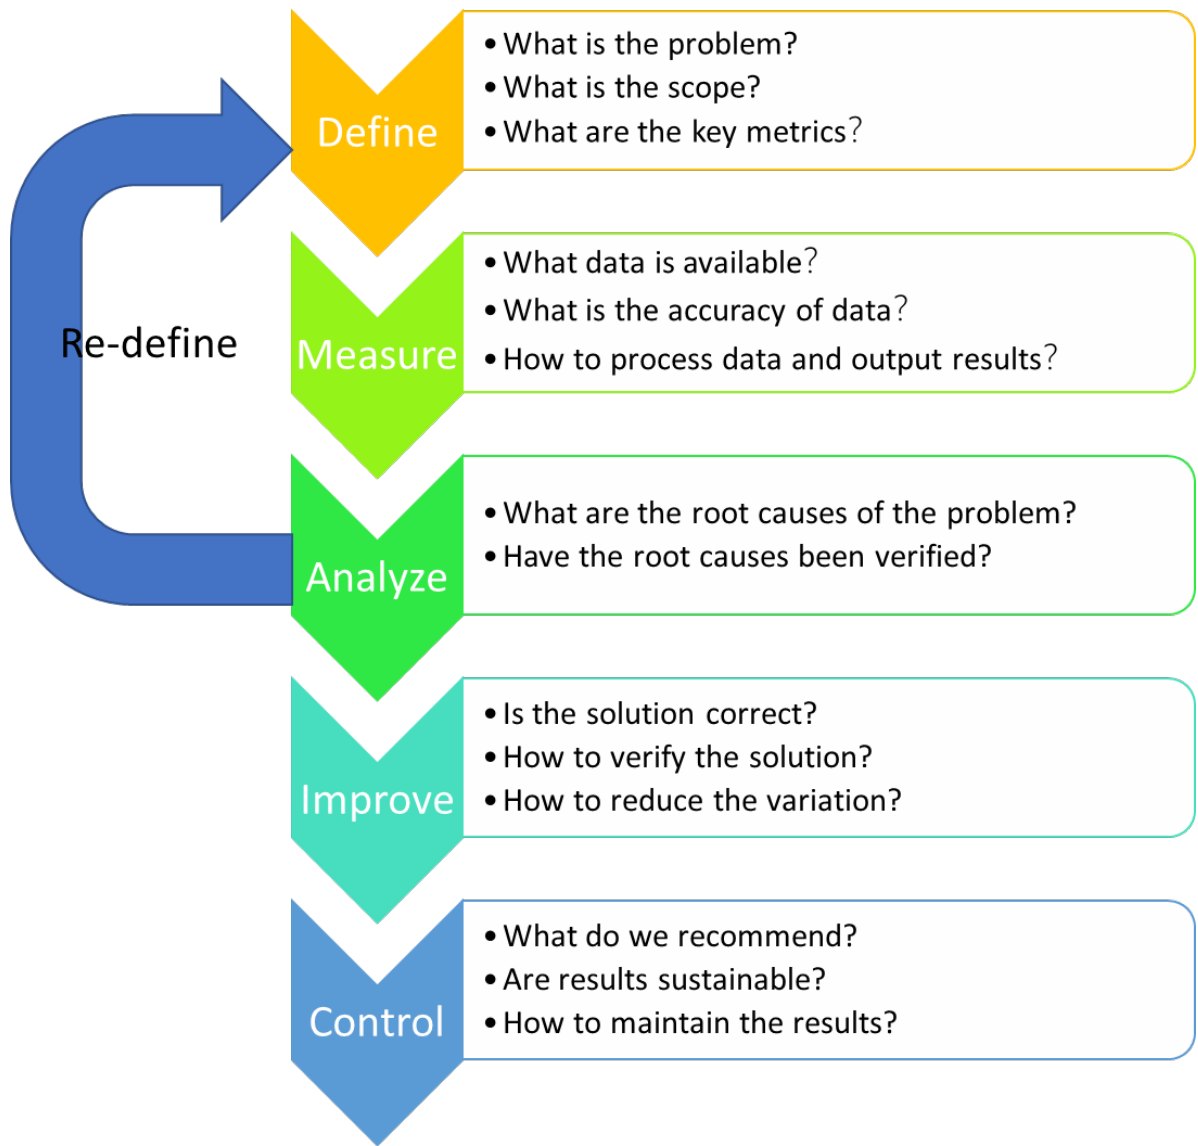 Define
• What is the problem?
• What is the scope?
• What are the key metrics?
Re-define
Measure
• What data is available?
• What is the accuracy of data?
• How to process data and output results?
Analyze
• What are the root causes of the problem?
• Have the root causes been verified?
Improve
• Is the solution correct?
• How to verify the solution?
• How to reduce the variation?
Control
• What do we recommend?
• Are results sustainable?
• How to maintain the results?